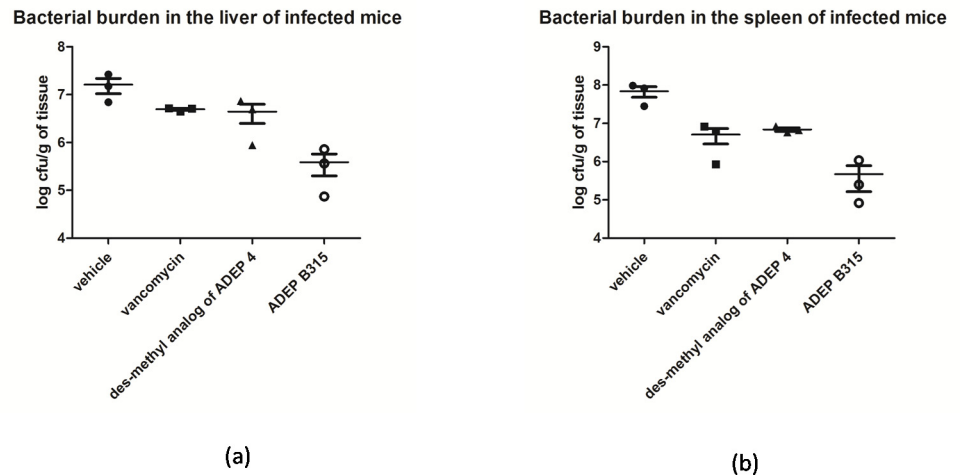 Bacterial burden in the liver of infected mice
log cfu/g of tissue
8
7
6
5
4
vehicle
vancomycin
des-methyl analog of ADEP 4
ADEP B315
(a)
Bacterial burden in the spleen of infected mice
log cfu/g of tissue
9
8
7
6
5
4
vehicle
vancomycin
des-methyl analog of ADEP 4
ADEP B315
(b)